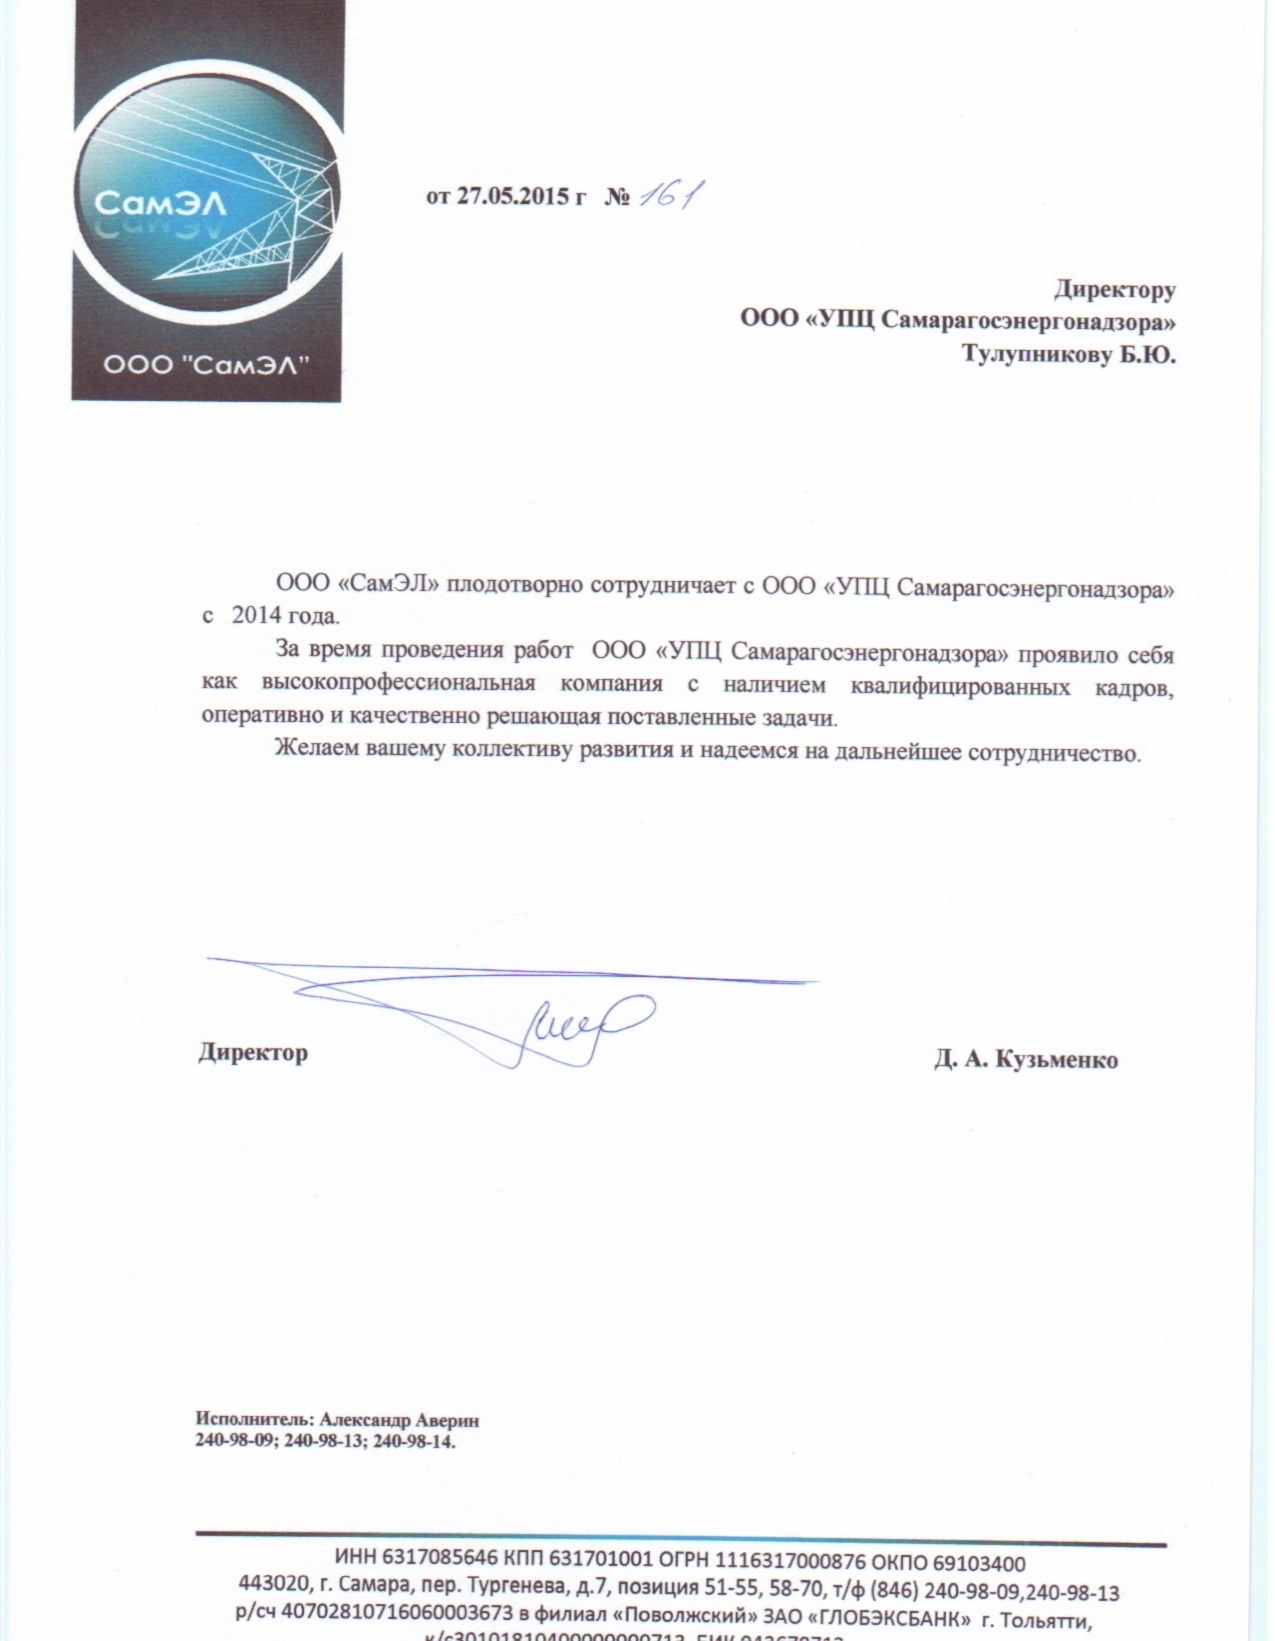 СамЭЛ
ООО "СамЭЛ"
от 27.05.2015 г № 161
Директору
ООО «УПЦ Самарагосэнергонадзора»
Тулупникову Б.Ю.
ООО «СамЭЛ» плодотворно сотрудничает с ООО «УПЦ Самарагосэнергонадзора»
с 2014 года.
За время проведения работ ООО «УПЦ Самарагосэнергонадзора» проявило себя
как высокопрофессиональная компания с наличием квалифицированных кадров,
оперативно и качественно решающая поставленные задачи.
Желаем вашему коллективу развития и надеемся на дальнейшее сотрудничество.
Директор
Д. А. Кузьменко
Исполнитель: Александр Аверин
240-98-09; 240-98-13; 240-98-14.
ИНН 6317085646 КПП 631701001 ОГРН 1116317000876 ОКПО 69103400
443020, г. Самара, пер. Тургенева, д.7, позиция 51-55, 58-70, т/ф (846) 240-98-09,240-98-13
р/сч 40702810716060003673 в филиал «Поволжский» ЗАО «ГЛОБЭКСБАНК» г. Тольятти,